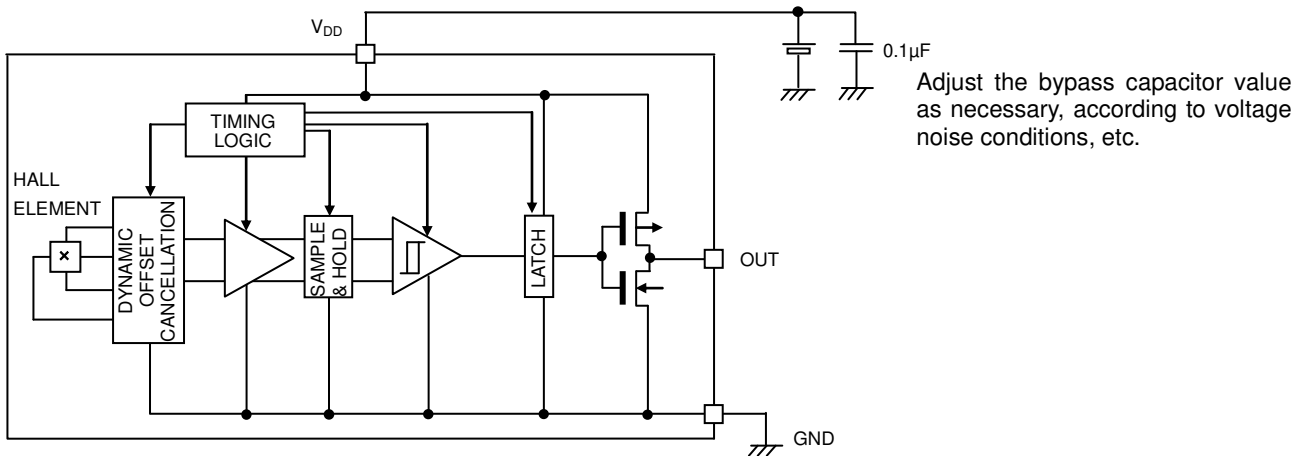 V_DD
0.1µF
Adjust the bypass capacitor value
as necessary, according to voltage
noise conditions, etc.
TIMING
LOGIC
HALL
ELEMENT
DYNAMIC
OFFSET
CANCELLATION
SAMPLE
& HOLD
LATCH
OUT
GND